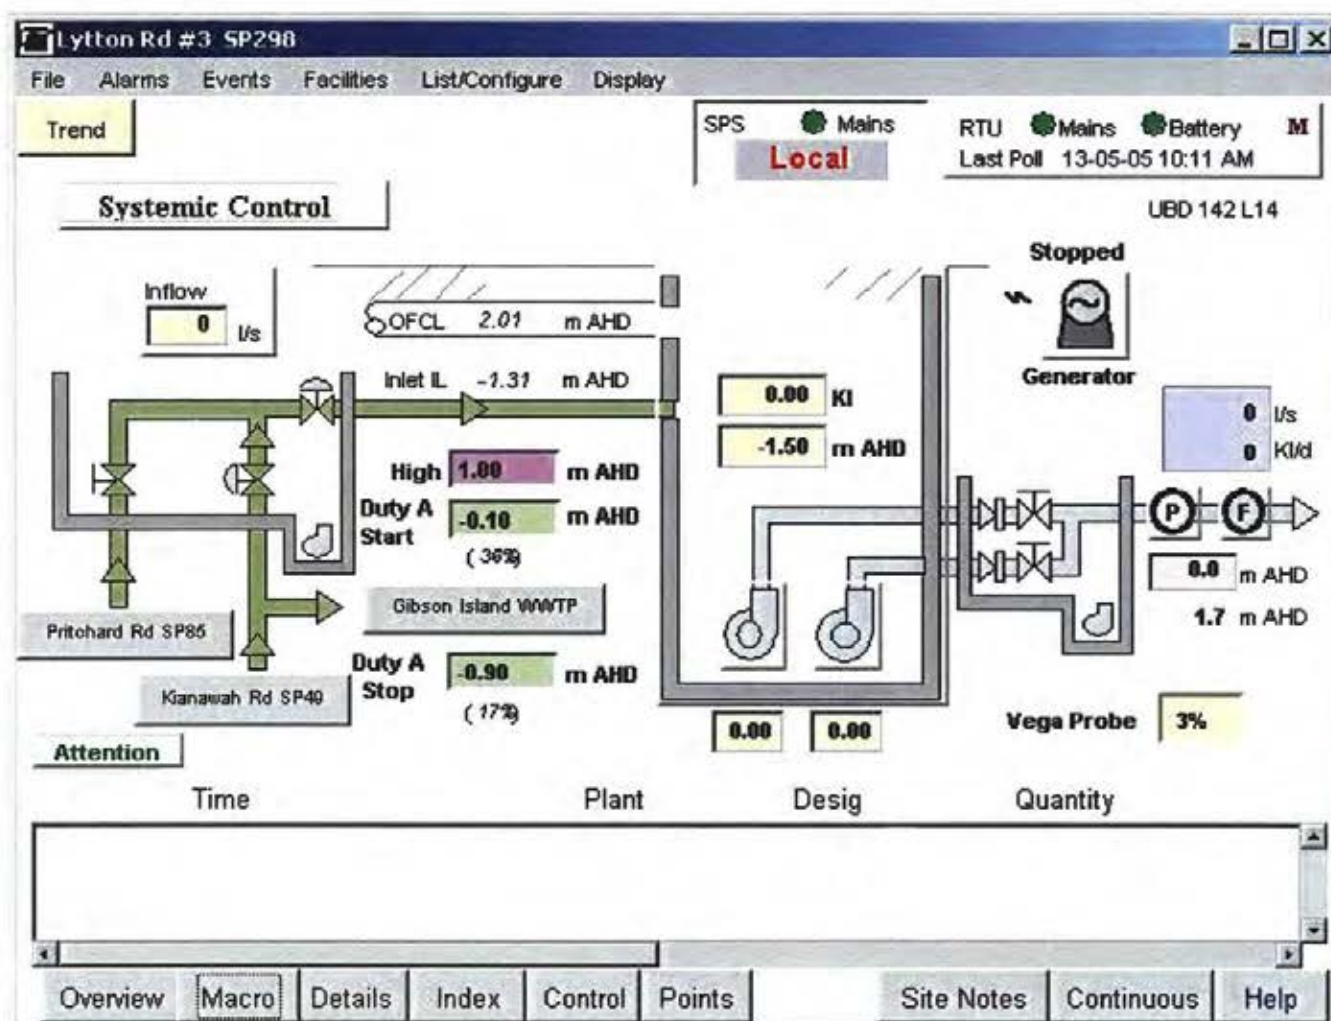 Lytton Rd #3 SP298
File Alarms Events Facilities List/Configure Display
Trend
SPS Mains
Local
RTU Mains Battery M
Last Poll 13-05-05 10:11 AM
Systemic Control
UBD 142 L14
Stopped
Generator
Inflow
0 l/s
OFCL 2.01 m AHD
Inlet IL -1.31 m AHD
0.00 Kl
-1.50 m AHD
0 l/s
0 Kl/d
High 1.00 m AHD
Duty A Start -0.10 m AHD
(36%)
P F
0.0 m AHD
1.7 m AHD
Gibson Island WWTP
Pritchard Rd SP85
Duty A Stop -0.90 m AHD
(17%)
Kianawah Rd SP40
0.00 0.00
Vega Probe 3%
Attention
Time Plant Desig Quantity
Overview Macro Details Index Control Points Site Notes Continuous Help